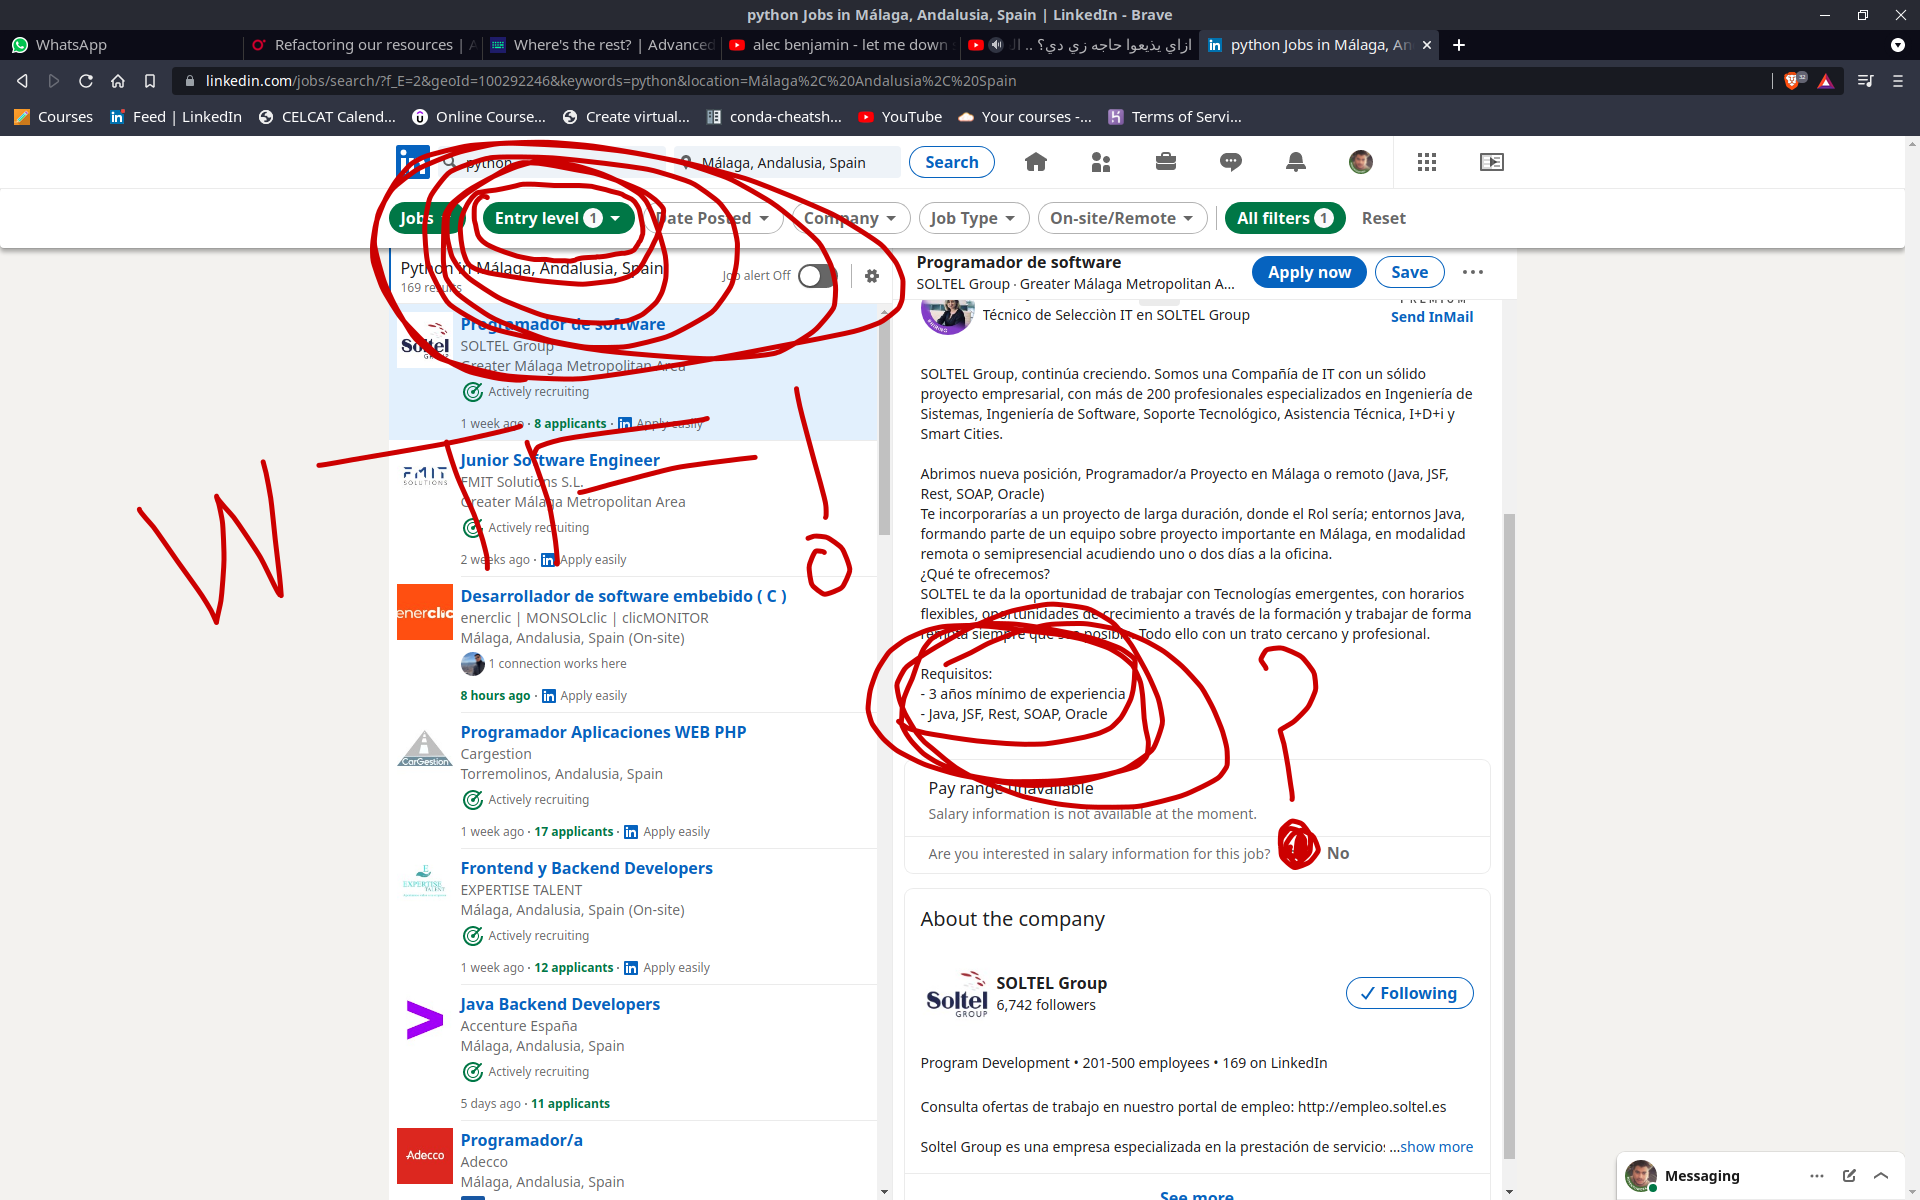 python Jobs in Málaga, Andalusia, Spain | LinkedIn - Brave
WhatsApp
Refactoring our resources | A
Where's the rest? | Advanced
alec benjamin - let me down
ازاي يذبعوا حاجه زي دي؟ .. ال
python Jobs in Málaga, An
linkedin.com/jobs/search/?f_E=2&geoId=100292246&keywords=python&location=Málaga%2C%20Andalusia%2C%20Spain
Courses
Feed | LinkedIn
CELCAT Calend...
Online Course...
Create virtual...
conda-cheatsh...
YouTube
Your courses -...
Terms of Servi...
python
Málaga, Andalusia, Spain
Search
Jobs
Entry level 1
Date Posted
Company
Job Type
On-site/Remote
All filters 1
Reset
Python in Málaga, Andalusia, Spain
169 results
Job alert Off
Programador de software
Soltel
SOLTEL Group
Greater Málaga Metropolitan Area
Actively recruiting
1 week ago · 8 applicants · Apply easily
WTF!
FMIT SOLUTIONS
Junior Software Engineer
FMIT Solutions S.L.
Greater Málaga Metropolitan Area
Actively recruiting
2 weeks ago · Apply easily
enerclic
Desarrollador de software embebido ( C )
enerclic | MONSOLclic | clicMONITOR
Málaga, Andalusia, Spain (On-site)
1 connection works here
8 hours ago · Apply easily
CarGestion
Programador Aplicaciones WEB PHP
Cargestion
Torremolinos, Andalusia, Spain
Actively recruiting
1 week ago · 17 applicants · Apply easily
EXPERTISE TALENT
Frontend y Backend Developers
EXPERTISE TALENT
Málaga, Andalusia, Spain (On-site)
Actively recruiting
1 week ago · 12 applicants · Apply easily
Java Backend Developers
Accenture España
Málaga, Andalusia, Spain
Actively recruiting
5 days ago · 11 applicants
Adecco
Programador/a
Adecco
Málaga, Andalusia, Spain
Programador de software
SOLTEL Group · Greater Málaga Metropolitan A...
Apply now
Save
PREMIUM
Técnico de Selecciòn IT en SOLTEL Group
Send InMail
SOLTEL Group, continúa creciendo. Somos una Compañía de IT con un sólido
proyecto empresarial, con más de 200 profesionales especializados en Ingeniería de
Sistemas, Ingeniería de Software, Soporte Tecnológico, Asistencia Técnica, I+D+i y
Smart Cities.
Abrimos nueva posición, Programador/a Proyecto en Málaga o remoto (Java, JSF,
Rest, SOAP, Oracle)
Te incorporarías a un proyecto de larga duración, donde el Rol sería; entornos Java,
formando parte de un equipo sobre proyecto importante en Málaga, en modalidad
remota o semipresencial acudiendo uno o dos días a la oficina.
¿Qué te ofrecemos?
SOLTEL te da la oportunidad de trabajar con Tecnologías emergentes, con horarios
flexibles, oportunidades de crecimiento a través de la formación y trabajar de forma
remota siempre que sea posible. Todo ello con un trato cercano y profesional.
Requisitos:
- 3 años mínimo de experiencia
- Java, JSF, Rest, SOAP, Oracle
?
Pay range unavailable
Salary information is not available at the moment.
Are you interested in salary information for this job?
No
About the company
Soltel GROUP
SOLTEL Group
6,742 followers
Following
Program Development • 201-500 employees • 169 on LinkedIn
Consulta ofertas de trabajo en nuestro portal de empleo: http://empleo.soltel.es
Soltel Group es una empresa especializada en la prestación de servicios ...show more
See more
Messaging